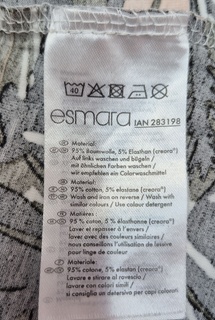 40
esmara IAN 283198
Material:
95% Baumwolle, 5% Elasthan (creora®)
Auf links waschen und bügeln /
mit ähnlichen Farben waschen /
wir empfehlen ein Colorwaschmittel
Material:
95% cotton, 5% elastane (creora®)
Wash and iron on reverse / Wash with
similar colours / Use colour detergent
Matières:
95% coton, 5% élasthanne (creora®)
Laver et repasser à l'envers /
laver avec des couleurs similaires /
nous conseillons l'utilisation de lessive
pour linge de couleur
Materiale:
95% cotone, 5% elastan (creora®)
Lavare e stirare al rovescio /
lavare con colori simili /
si consiglia un detersivo per capi colorati